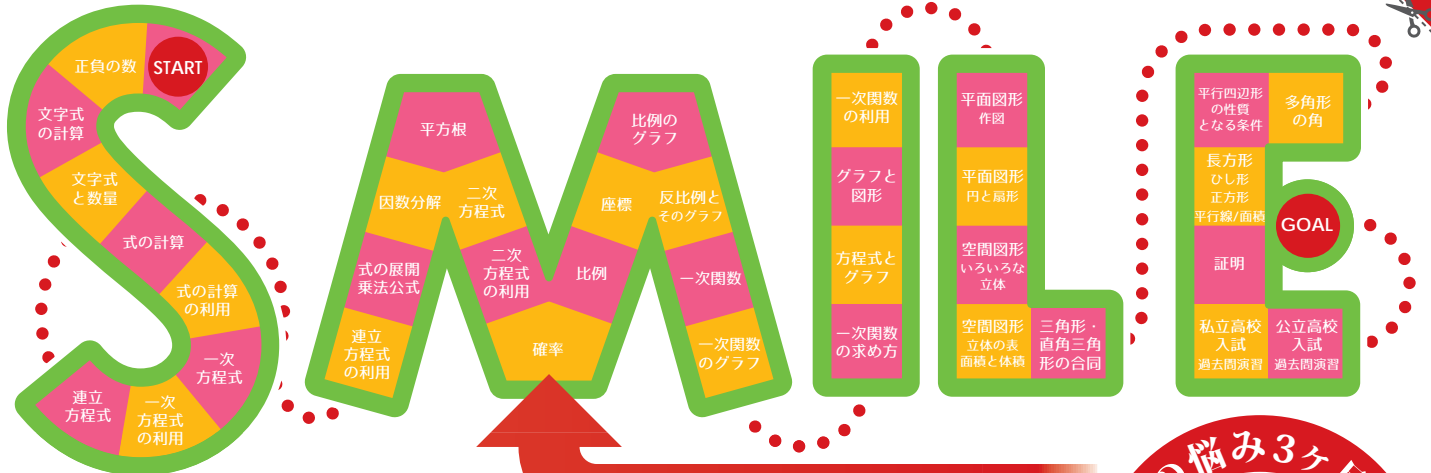 START
正負の数
文字式
の計算
文字式
と数量
式の計算
式の計算
の利用
一次
方程式
一次
方程式
の利用
連立
方程式
連立
方程式
の利用
式の展開
乗法公式
因数分解
平方根
二次
方程式
二次
方程式
の利用
確率
比例
座標
比例の
グラフ
反比例と
そのグラフ
一次関数
一次関数
のグラフ
一次関数
の求め方
方程式と
グラフ
グラフと
図形
一次関数
の利用
平面図形
作図
平面図形
円と扇形
空間図形
いろいろな
立体
空間図形
立体の表
面積と体積
三角形・
直角三角
形の合同
多角形
の角
平行四辺形
の性質
となる条件
長方形
ひし形
正方形
平行線/面積
証明
私立高校
入試
過去問演習
公立高校
入試
過去問演習
GOAL
の悩み3ヶ